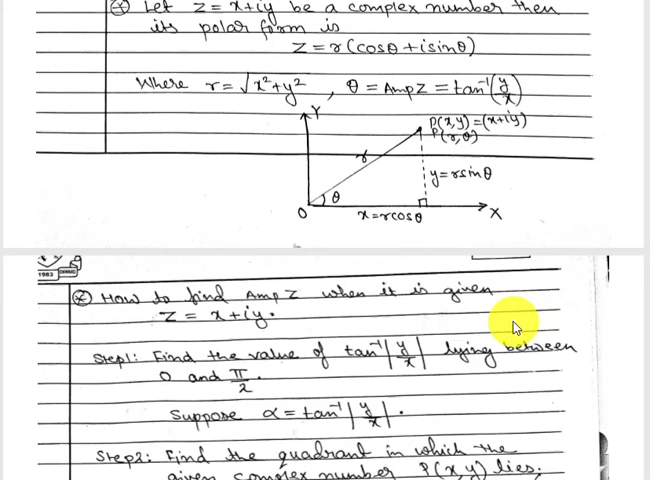 Let z = x+iy be a complex number then
its polar form is
z = r(cosθ + isinθ)
Where r = √x²+y² , θ = Amp z = tan⁻¹(y/x)
Y
P(x,y) = (x+iy)
P(r,θ)
r
y = rsinθ
θ
O
x = rcosθ
X
1983
How to find Amp z when it is given
z = x+iy.
Step1: Find the value of tan⁻¹|y/x| lying between
0 and π/2.
Suppose α = tan⁻¹|y/x|.
Step2: Find the quadrant in which the
given complex number P(x,y) lies.